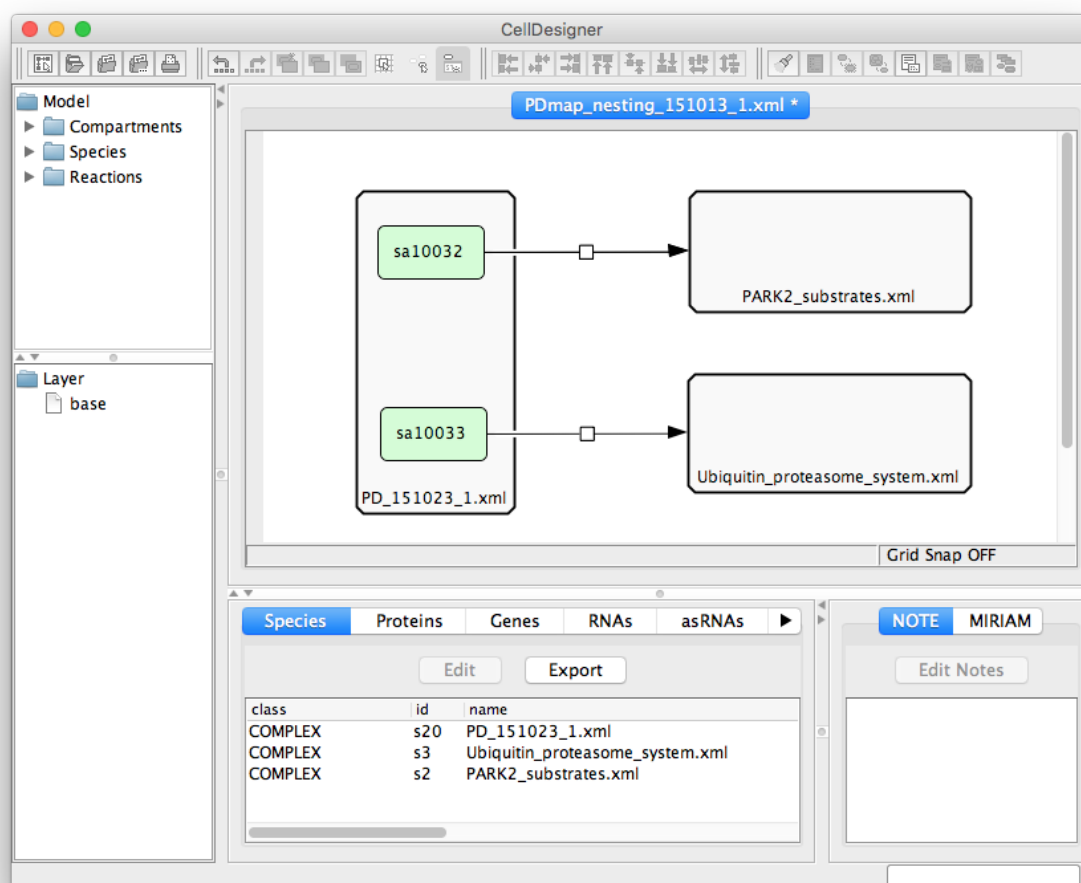 CellDesigner
Model
Compartments
Species
Reactions
Layer
base
PDmap_nesting_151013_1.xml *
sa10032
PARK2_substrates.xml
sa10033
Ubiquitin_proteasome_system.xml
PD_151023_1.xml
Grid Snap OFF
Species Proteins Genes RNAs asRNAs
Edit Export
class id name
COMPLEX s20 PD_151023_1.xml
COMPLEX s3 Ubiquitin_proteasome_system.xml
COMPLEX s2 PARK2_substrates.xml
NOTE MIRIAM
Edit Notes